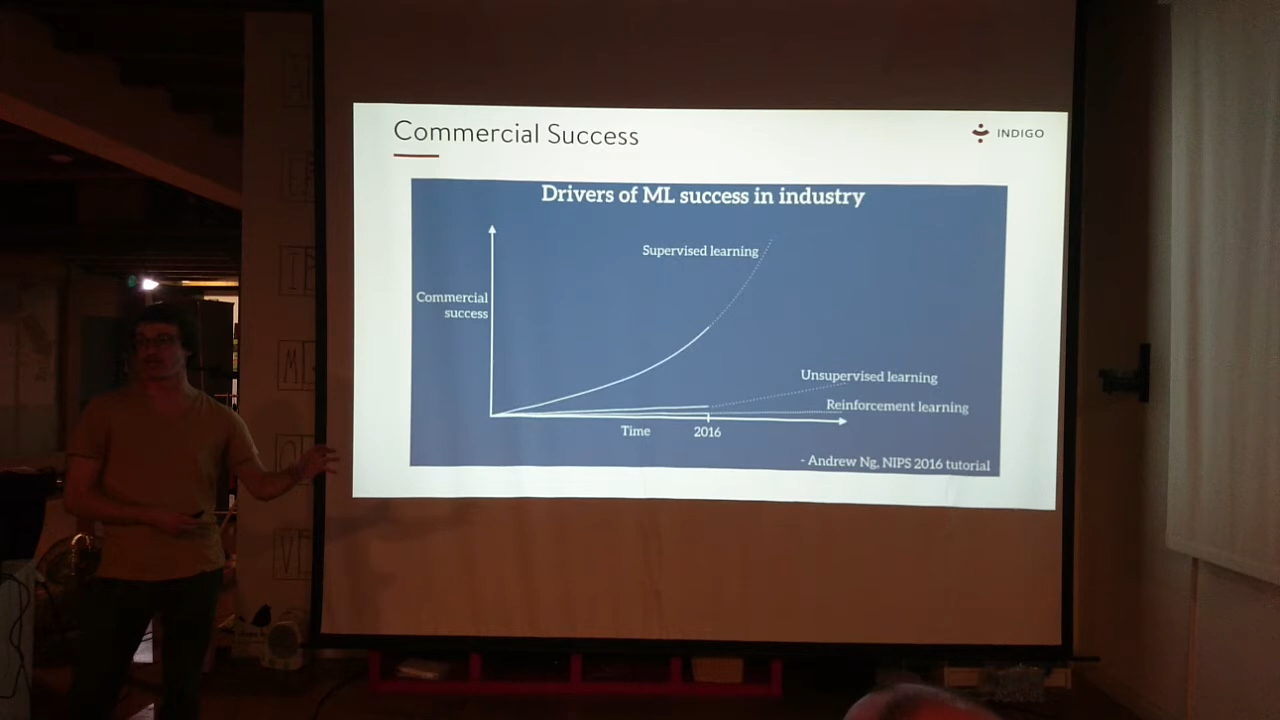 Commercial Success
INDIGO
Drivers of ML success in industry
Supervised learning
Commercial
success
Unsupervised learning
Reinforcement learning
Time
2016
- Andrew Ng, NIPS 2016 tutorial